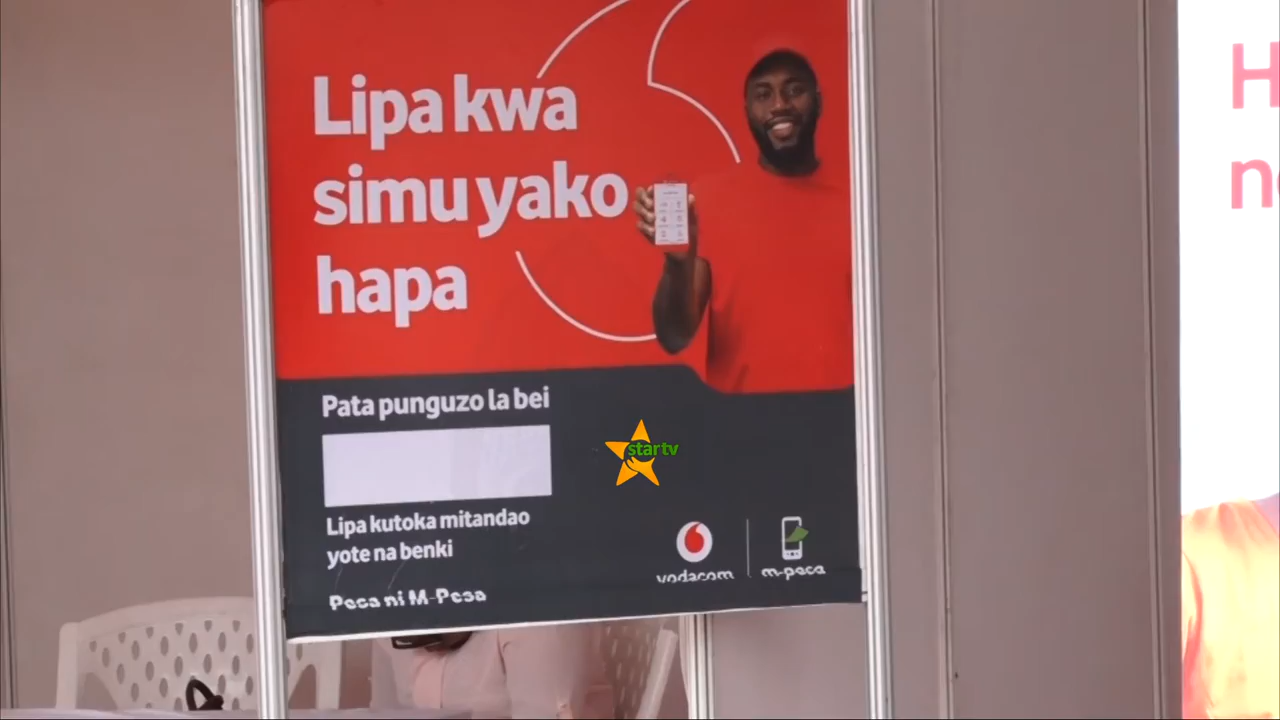 Lipa kwa
simu yako
hapa
Pata punguzo la bei
startv
Lipa kutoka mitandao
yote na benki
vodacom
m-pesa
Pesa ni M-Pesa
H